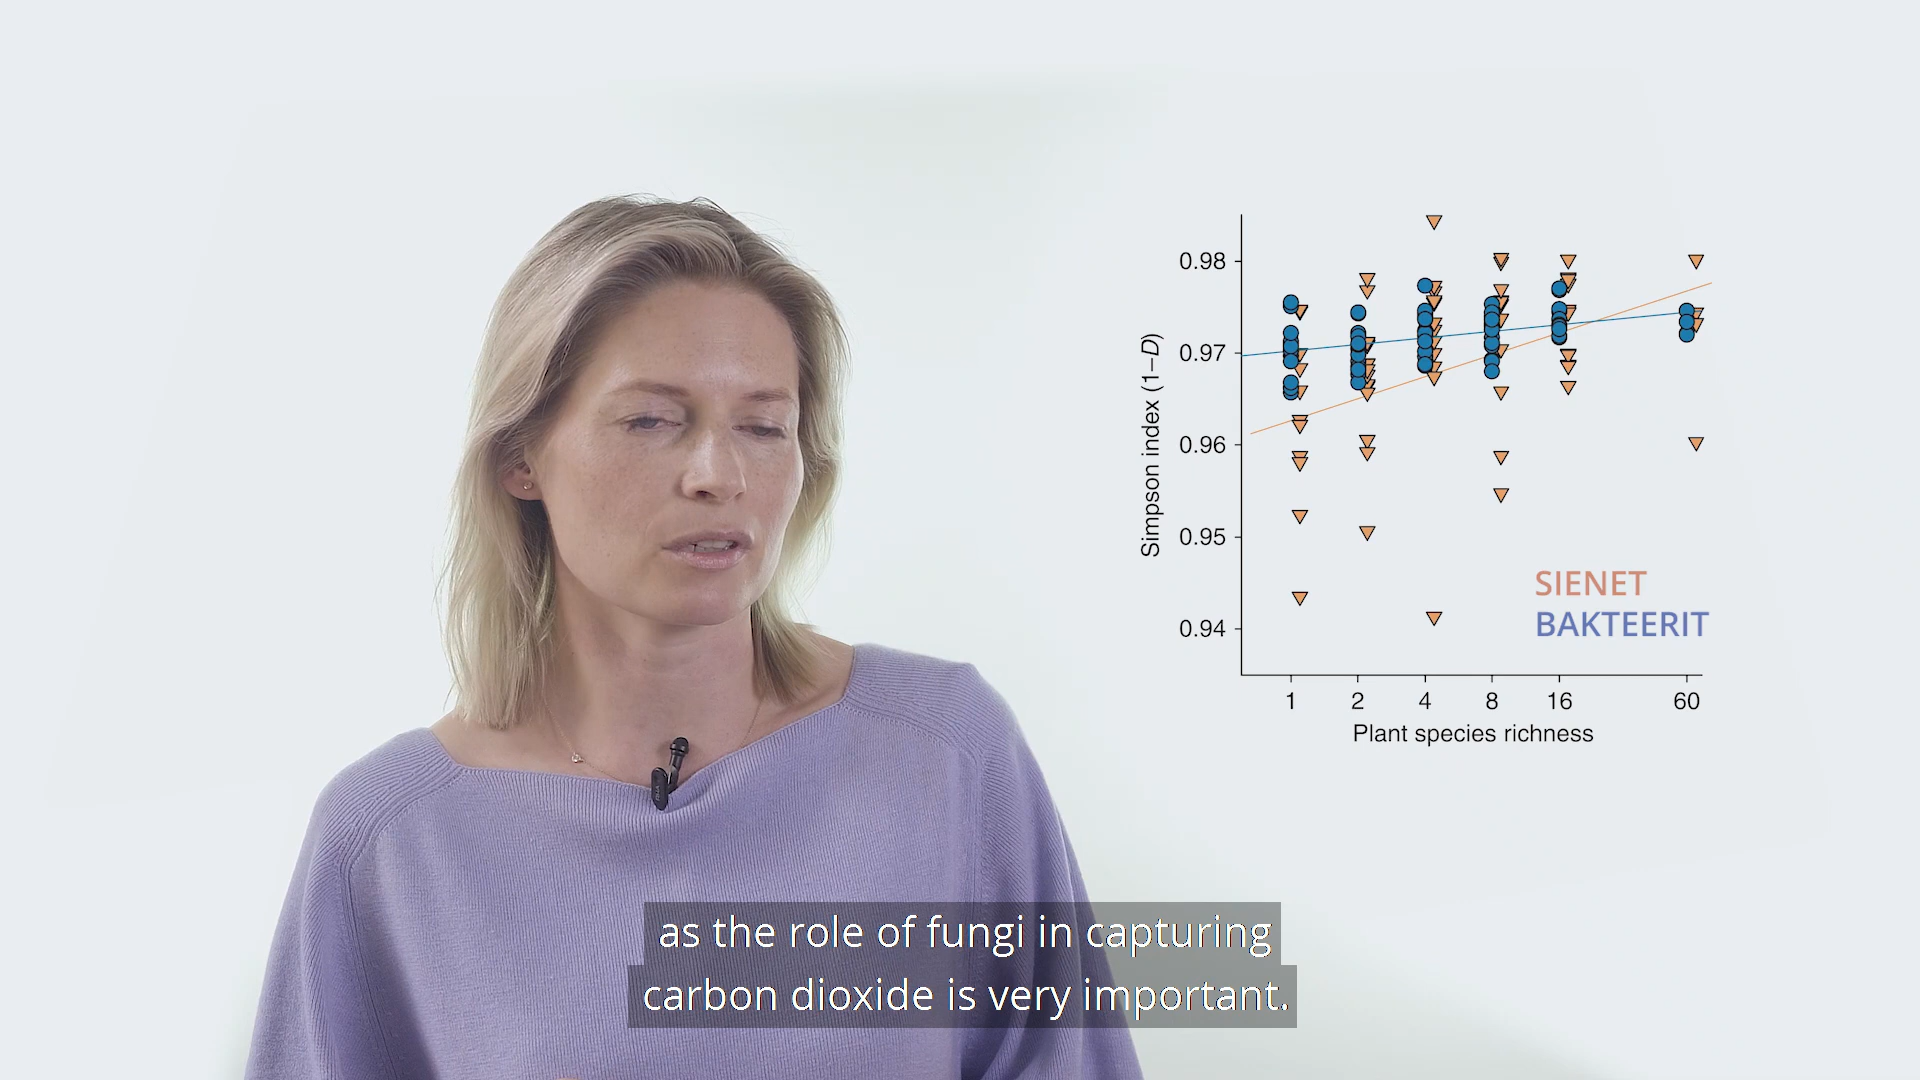 0.98
0.97
0.96
0.95
0.94
Simpson index (1–D)
SIENET
BAKTEERIT
1 2 4 8 16 60
Plant species richness
as the role of fungi in capturing
carbon dioxide is very important.